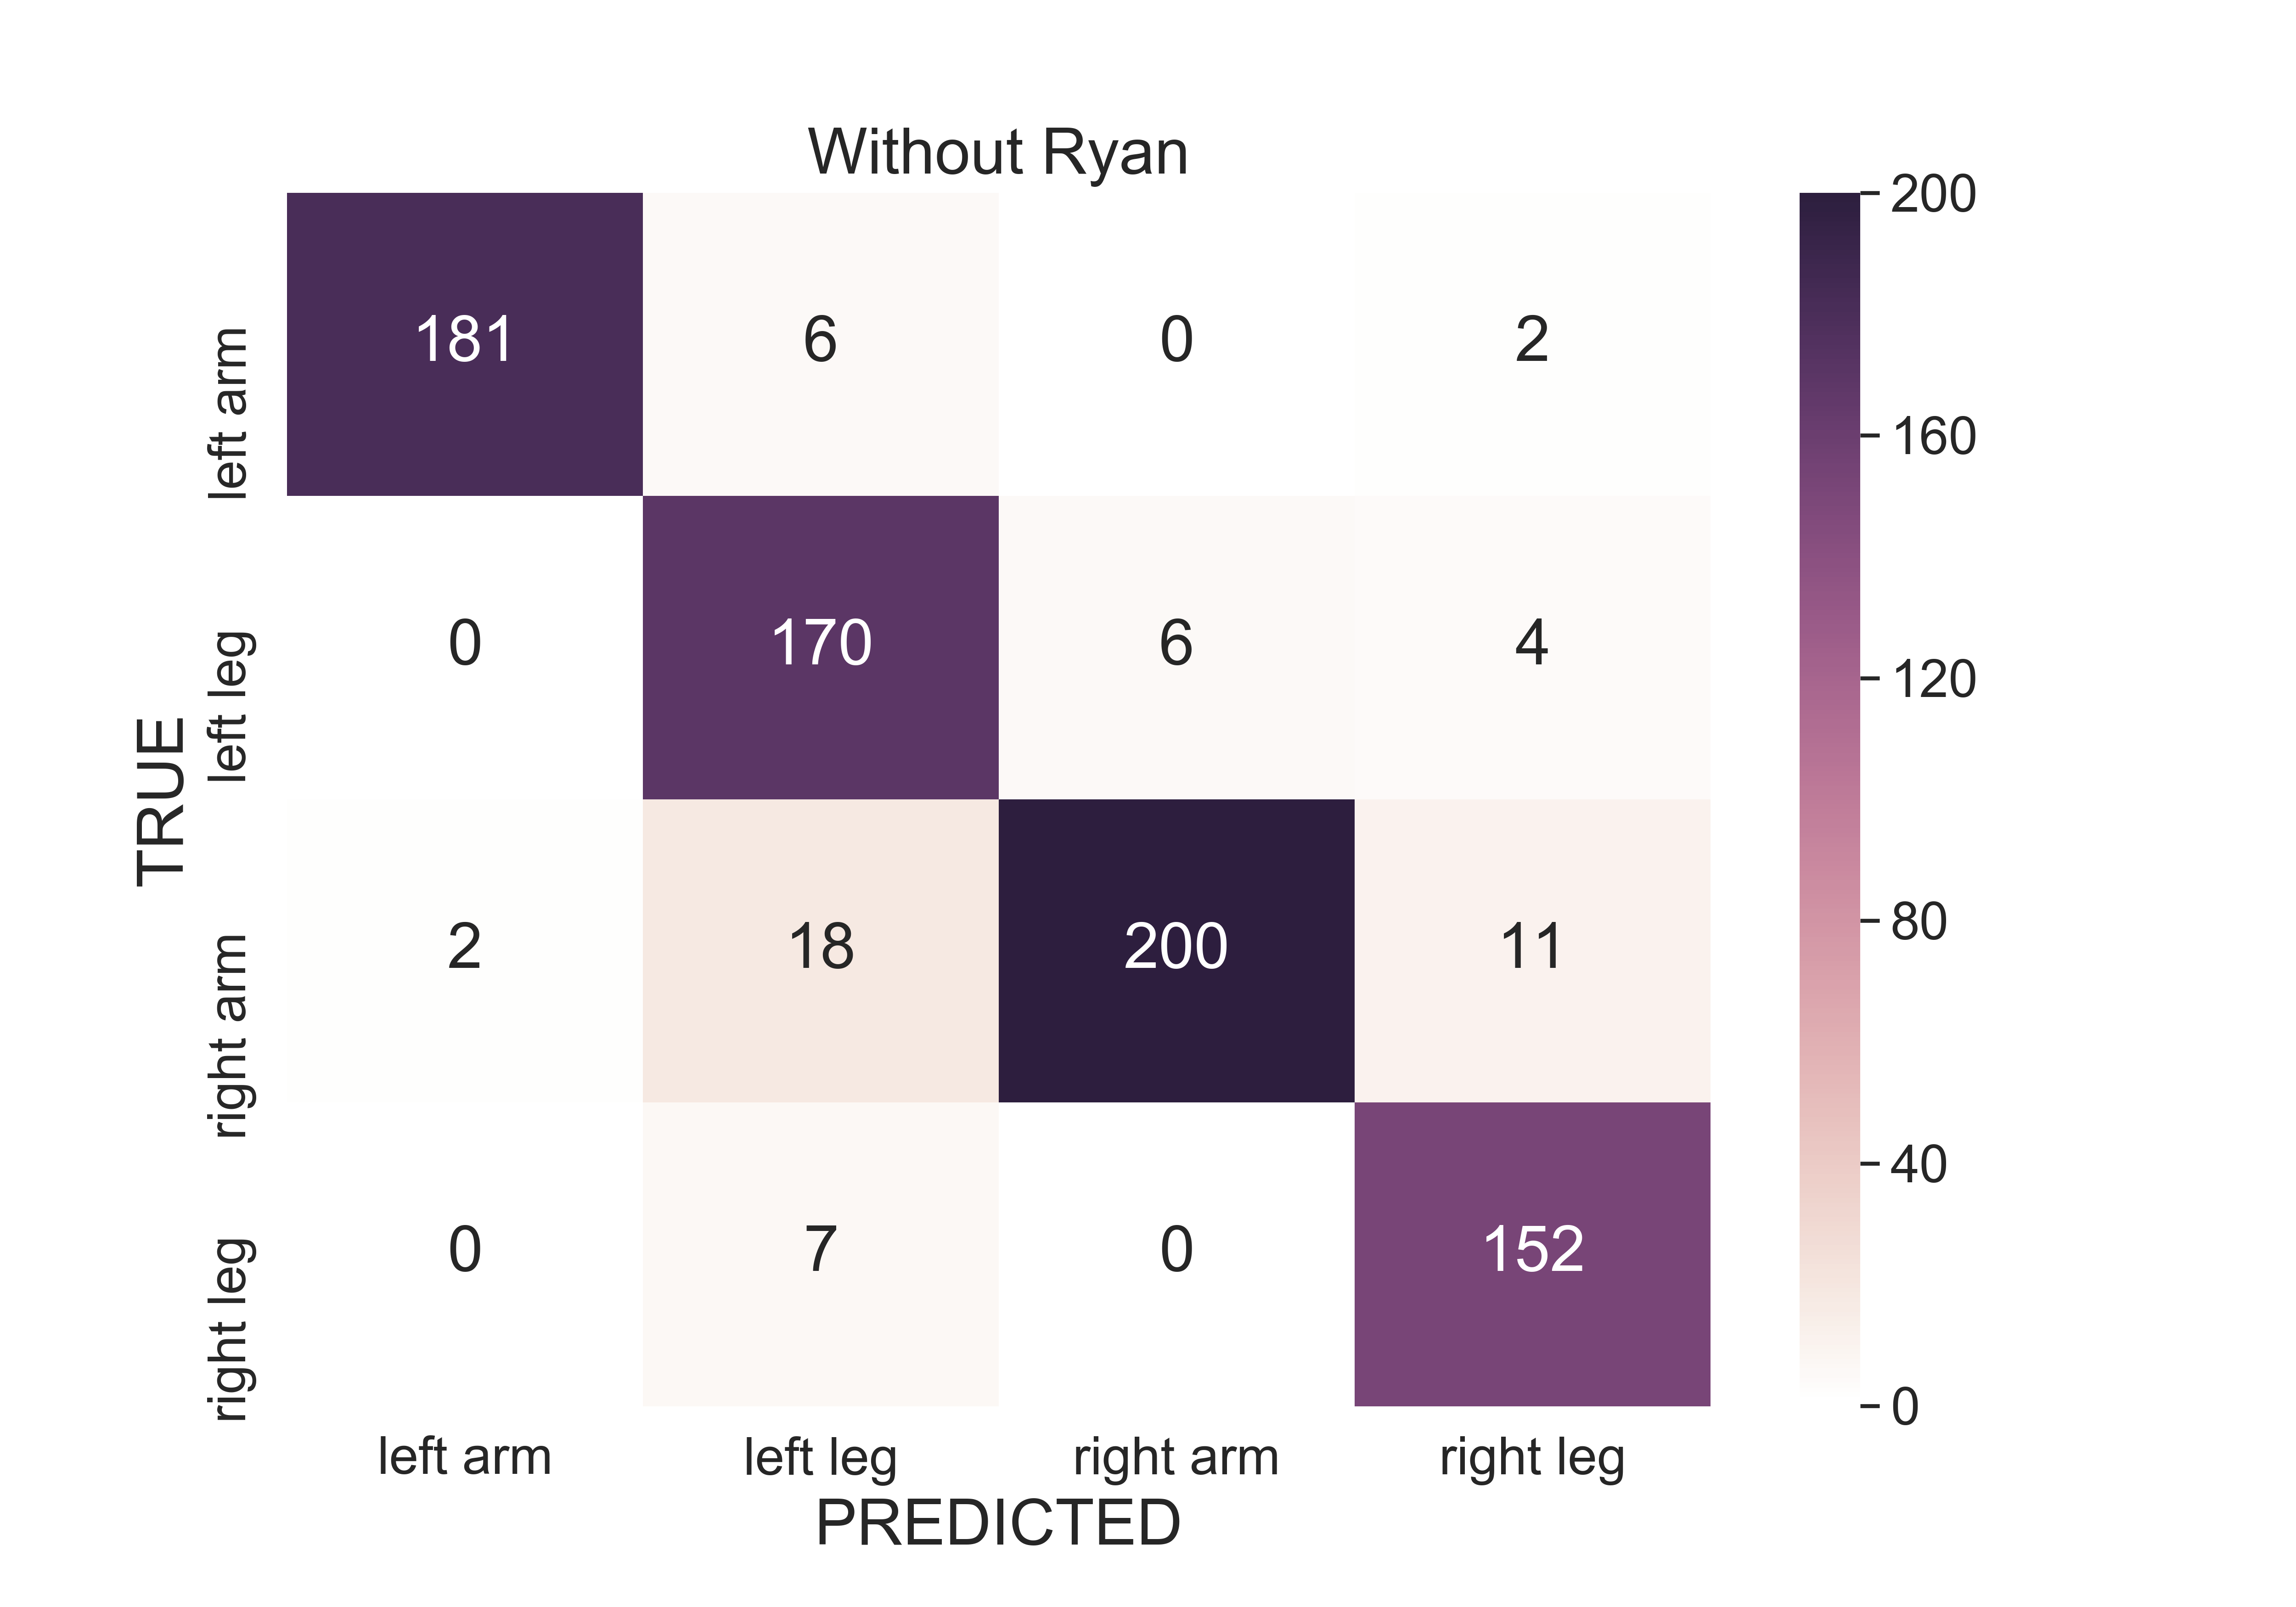 Without Ryan
181 6 0 2
0 170 6 4
2 18 200 11
0 7 0 152
left arm
left leg
right arm
right leg
TRUE
left arm left leg right arm right leg
PREDICTED
200
160
120
80
40
0